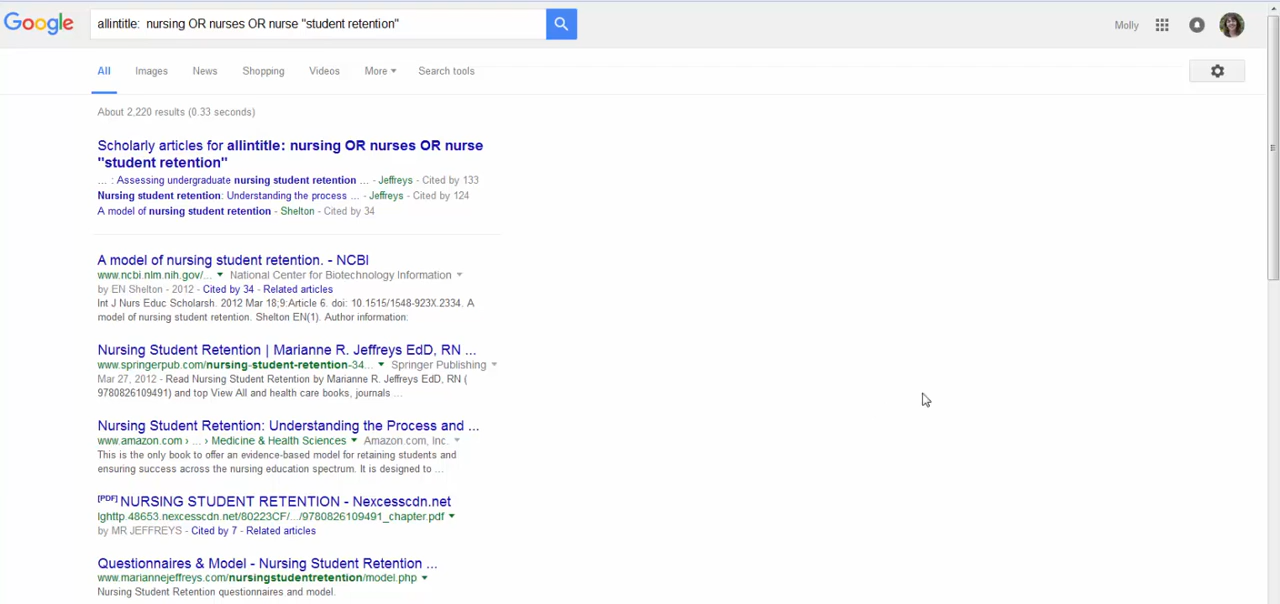 Google
allintitle:  nursing OR nurses OR nurse "student retention"
Molly
All Images News Shopping Videos More Search tools
About 2,220 results (0.33 seconds)
Scholarly articles for allintitle: nursing OR nurses OR nurse
"student retention"
... : Assessing undergraduate nursing student retention ... - Jeffreys - Cited by 133
Nursing student retention: Understanding the process ... - Jeffreys - Cited by 124
A model of nursing student retention - Shelton - Cited by 34
A model of nursing student retention. - NCBI
www.ncbi.nlm.nih.gov/... National Center for Biotechnology Information
by EN Shelton - 2012 - Cited by 34 - Related articles
Int J Nurs Educ Scholarsh. 2012 Mar 18;9:Article 6. doi: 10.1515/1548-923X.2334. A
model of nursing student retention. Shelton EN(1). Author information:
Nursing Student Retention | Marianne R. Jeffreys EdD, RN ...
www.springerpub.com/nursing-student-retention-34... Springer Publishing
Mar 27, 2012 - Read Nursing Student Retention by Marianne R. Jeffreys EdD, RN (
9780826109491) and top View All and health care books, journals ...
Nursing Student Retention: Understanding the Process and ...
www.amazon.com › ... › Medicine & Health Sciences Amazon.com, Inc.
This is the only book to offer an evidence-based model for retaining students and
ensuring success across the nursing education spectrum. It is designed to ...
[PDF] NURSING STUDENT RETENTION - Nexcesscdn.net
lghttp.48653.nexcesscdn.net/80223CF/.../9780826109491_chapter.pdf
by MR JEFFREYS - Cited by 7 - Related articles
Questionnaires & Model - Nursing Student Retention ...
www.mariannejeffreys.com/nursingstudentretention/model.php
Nursing Student Retention questionnaires and model.